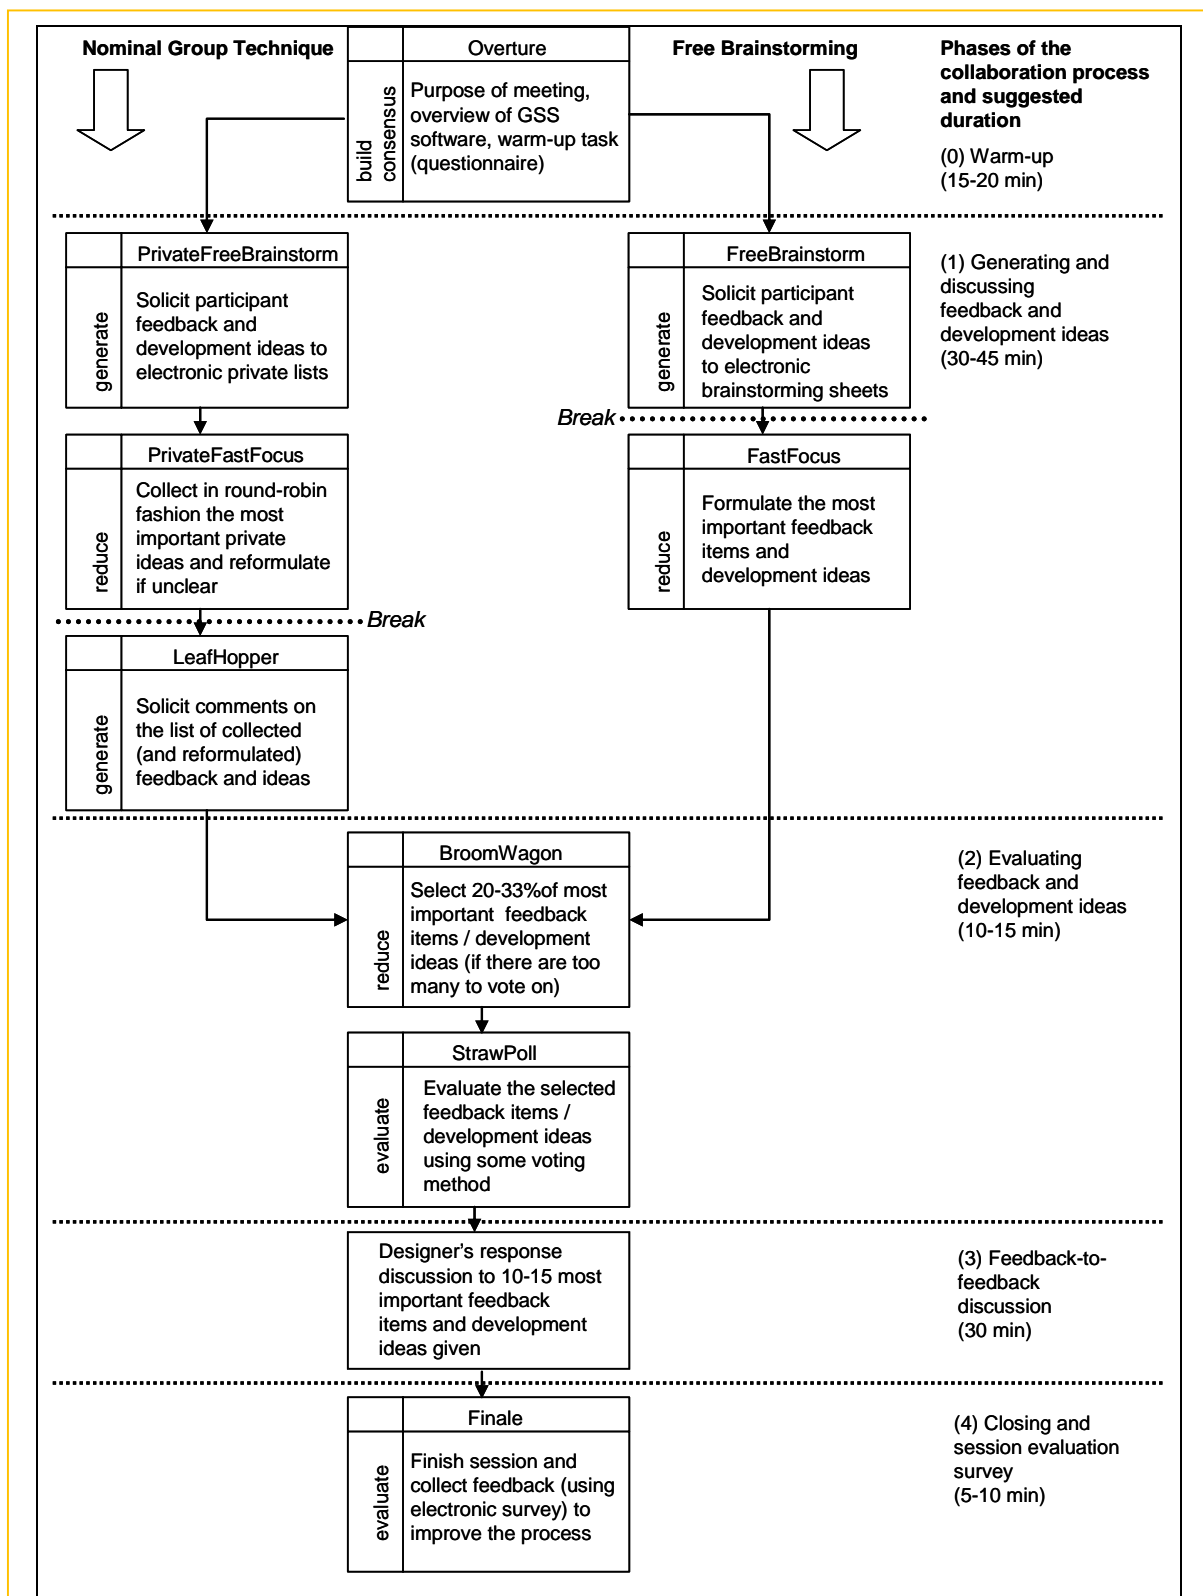 Nominal Group Technique
Overture
build
consensus
Purpose of meeting,
overview of GSS
software, warm-up task
(questionnaire)
Free Brainstorming
Phases of the
collaboration process
and suggested
duration
(0) Warm-up
(15-20 min)
PrivateFreeBrainstorm
generate
Solicit participant
feedback and
development ideas to
electronic private lists
FreeBrainstorm
generate
Solicit participant
feedback and
development ideas
to electronic
brainstorming sheets
(1) Generating and
discussing
feedback and
development ideas
(30-45 min)
Break
PrivateFastFocus
reduce
Collect in round-robin
fashion the most
important private
ideas and reformulate
if unclear
FastFocus
reduce
Formulate the most
important feedback
items and
development ideas
Break
LeafHopper
generate
Solicit comments on
the list of collected
(and reformulated)
feedback and ideas
BroomWagon
reduce
Select 20-33%of most
important feedback
items / development
ideas (if there are too
many to vote on)
(2) Evaluating
feedback and
development ideas
(10-15 min)
StrawPoll
evaluate
Evaluate the selected
feedback items /
development ideas
using some voting
method
Designer's response
discussion to 10-15 most
important feedback
items and development
ideas given
(3) Feedback-to-
feedback
discussion
(30 min)
Finale
evaluate
Finish session and
collect feedback (using
electronic survey) to
improve the process
(4) Closing and
session evaluation
survey
(5-10 min)